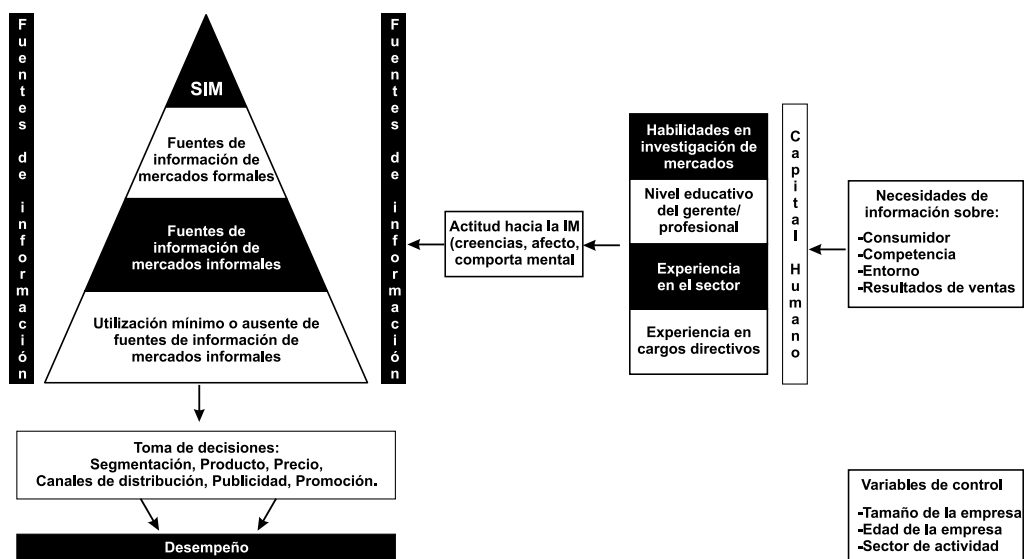 Fuentes de información
SIM
Fuentes de
información de
mercados formales
Fuentes de
información de
mercados informales
Utilización mínimo o ausente de
fuentes de información de
mercados informales
Fuentes de información
Actitud hacia la IM
(creencias, afecto,
comporta mental
Habilidades en
investigación de
mercados
Nivel educativo
del gerente/
profesional
Experiencia
en el sector
Experiencia en
cargos directivos
Capital Humano
Necesidades de
información sobre:
-Consumidor
-Competencia
-Entorno
-Resultados de ventas
Toma de decisiones:
Segmentación, Producto, Precio,
Canales de distribución, Publicidad, Promoción.
Desempeño
Variables de control
-Tamaño de la empresa
-Edad de la empresa
-Sector de actividad